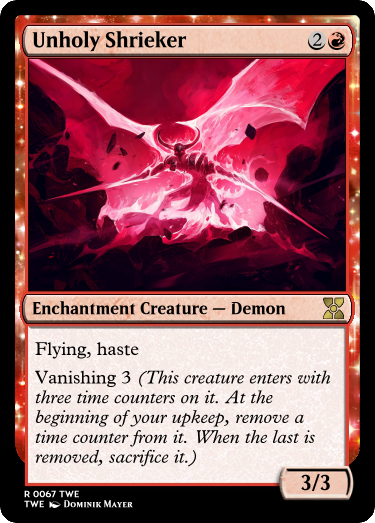 Unholy Shrieker 2
Enchantment Creature — Demon
Flying, haste
Vanishing 3 (This creature enters with
three time counters on it. At the
beginning of your upkeep, remove a
time counter from it. When the last is
removed, sacrifice it.)
3/3
R 0067 TWE
TWE Dominik Mayer